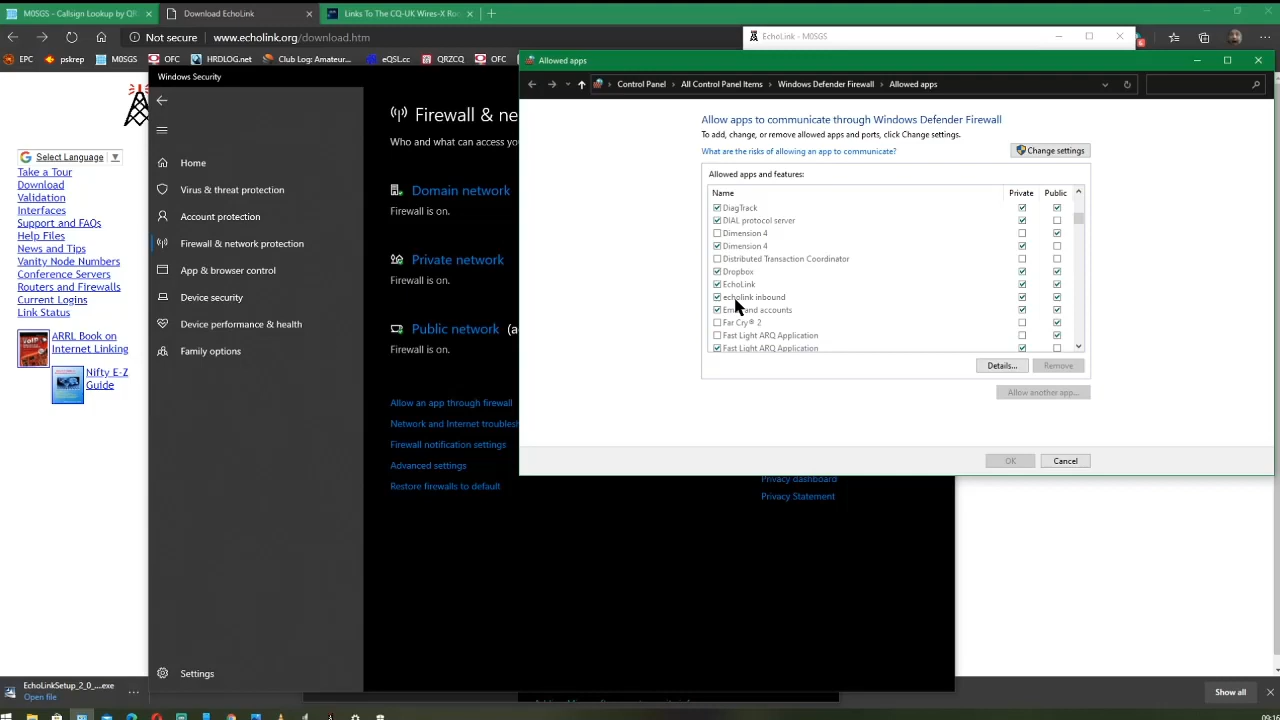 M0SGS - Callsign Lookup by QR
Download EchoLink
Links To The CQ-UK Wires-X Ro
Not secure
www.echolink.org/download.htm
EchoLink - M0SGS
EPC
pskrep
M0SGS
OFC
HRDLOG.net
Club Log: Amateur...
eQSL.cc
QRZCQ
OFC
Select Language
Take a Tour
Download
Validation
Interfaces
Support and FAQs
Help Files
News and Tips
Vanity Node Numbers
Conference Servers
Routers and Firewalls
Current Logins
Link Status
ARRL Book on
Internet Linking
Nifty E-Z
Guide
Windows Security
Home
Virus & threat protection
Account protection
Firewall & network protection
App & browser control
Device security
Device performance & health
Family options
Settings
Firewall & ne
Who and what can access you
Domain network
Firewall is on.
Private network
Firewall is on.
Public network (a
Firewall is on.
Allow an app through firewall
Network and Internet troublesh
Firewall notification settings
Advanced settings
Restore firewalls to default
Privacy dashboard
Privacy Statement
Allowed apps
Control Panel
All Control Panel Items
Windows Defender Firewall
Allowed apps
Allow apps to communicate through Windows Defender Firewall
To add, change, or remove allowed apps and ports, click Change settings.
What are the risks of allowing an app to communicate?
Change settings
Allowed apps and features:
Name Private Public
DiagTrack
DIAL protocol server
Dimension 4
Dimension 4
Distributed Transaction Coordinator
Dropbox
EchoLink
echolink inbound
and accounts
Far Cry® 2
Fast Light ARQ Application
Fast Light ARQ Application
Details...
Remove
Allow another app...
OK
Cancel
EchoLinkSetup_2_0_....exe
Open file
Show all
09:16